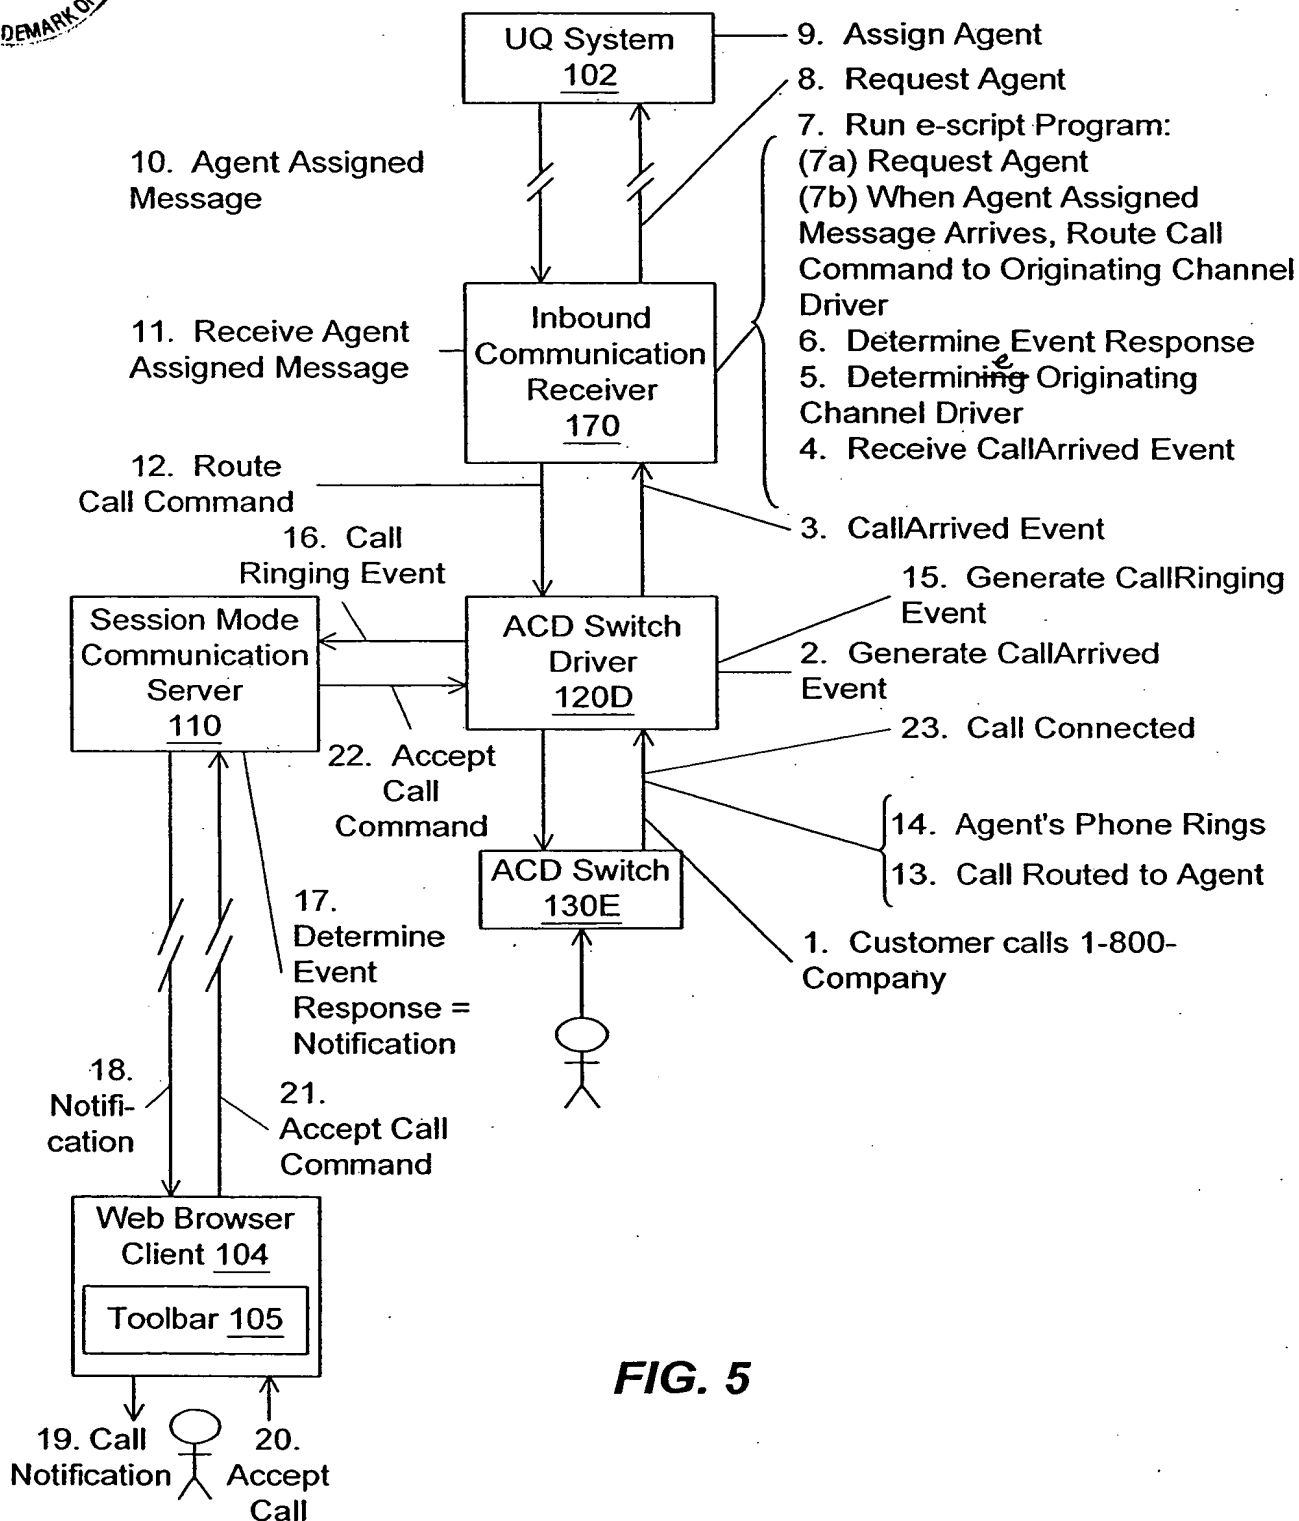 DEMARK
UQ System
102
9. Assign Agent
8. Request Agent
7. Run e-script Program:
(7a) Request Agent
(7b) When Agent Assigned
Message Arrives, Route Call
Command to Originating Channel
Driver
6. Determine Event Response
5. Determining e Originating
Channel Driver
4. Receive CallArrived Event
10. Agent Assigned
Message
Inbound
Communication
Receiver
170
11. Receive Agent
Assigned Message
12. Route
Call Command
3. CallArrived Event
16. Call
Ringing Event
15. Generate CallRinging
Event
Session Mode
Communication
Server
110
ACD Switch
Driver
120D
2. Generate CallArrived
Event
22. Accept
Call
Command
23. Call Connected
14. Agent's Phone Rings
13. Call Routed to Agent
ACD Switch
130E
1. Customer calls 1-800-
Company
17.
Determine
Event
Response =
Notification
18.
Notifi-
cation
21.
Accept Call
Command
Web Browser
Client 104
Toolbar 105
19. Call
Notification
20.
Accept
Call
FIG. 5